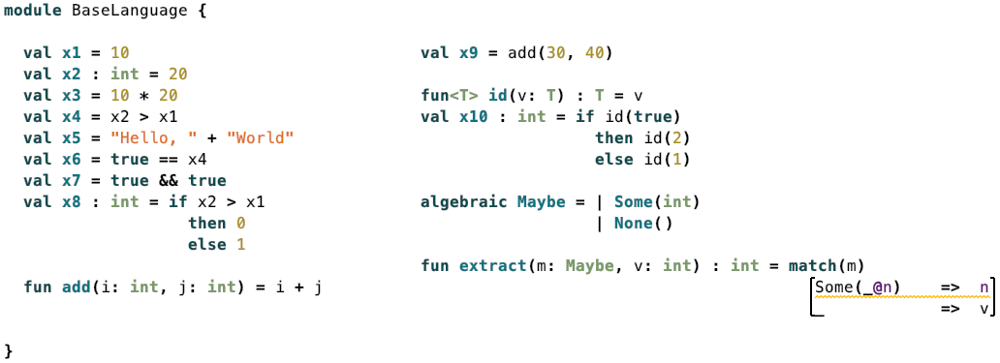 module BaseLanguage {
val x1 = 10
val x2 : int = 20
val x3 = 10 * 20
val x4 = x2 > x1
val x5 = "Hello, " + "World"
val x6 = true == x4
val x7 = true && true
val x8 : int = if x2 > x1
then 0
else 1
fun add(i: int, j: int) = i + j
val x9 = add(30, 40)
fun<T> id(v: T) : T = v
val x10 : int = if id(true)
then id(2)
else id(1)
algebraic Maybe = | Some(int)
| None()
fun extract(m: Maybe, v: int) : int = match(m)
Some(_@n) => n
_ => v
}